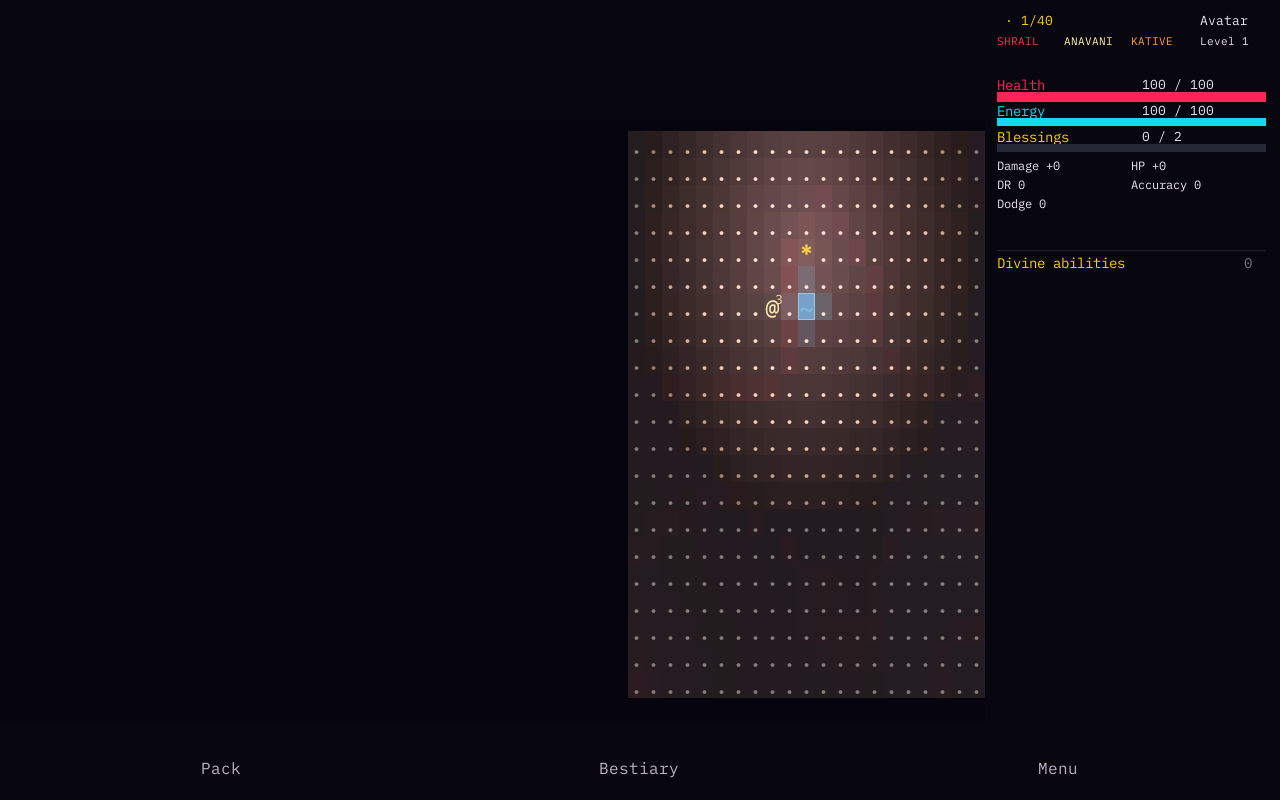 · 1/40 Avatar
SHRAIL ANAVANI KATIVE Level 1
Health 100 / 100
Energy 100 / 100
Blessings 0 / 2
Damage +0 HP +0
DR 0 Accuracy 0
Dodge 0
Divine abilities 0
*
@3 ~
Pack Bestiary Menu